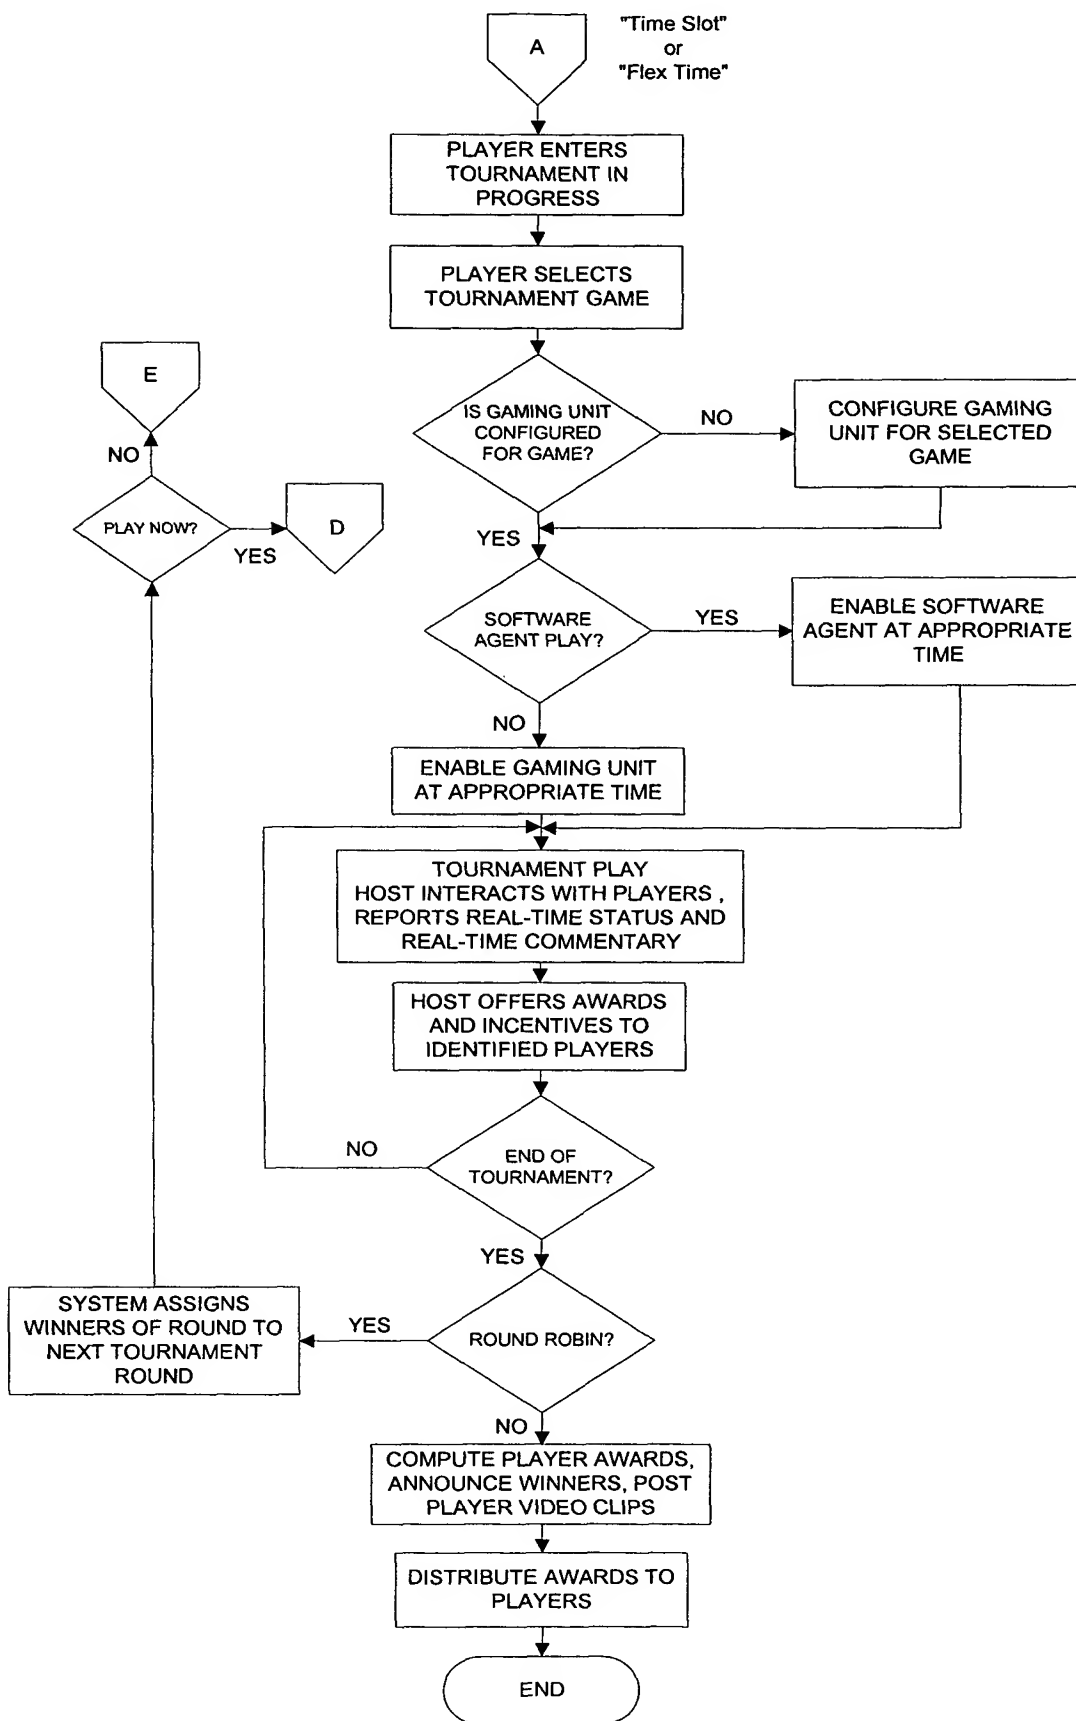 A
"Time Slot"
or
"Flex Time"
PLAYER ENTERS
TOURNAMENT IN
PROGRESS
PLAYER SELECTS
TOURNAMENT GAME
IS GAMING UNIT
CONFIGURED
FOR GAME?
NO
CONFIGURE GAMING
UNIT FOR SELECTED
GAME
E
NO
PLAY NOW?
YES
D
YES
SOFTWARE
AGENT PLAY?
YES
ENABLE SOFTWARE
AGENT AT APPROPRIATE
TIME
NO
ENABLE GAMING UNIT
AT APPROPRIATE TIME
TOURNAMENT PLAY
HOST INTERACTS WITH PLAYERS ,
REPORTS REAL-TIME STATUS AND
REAL-TIME COMMENTARY
HOST OFFERS AWARDS
AND INCENTIVES TO
IDENTIFIED PLAYERS
NO
END OF
TOURNAMENT?
YES
SYSTEM ASSIGNS
WINNERS OF ROUND TO
NEXT TOURNAMENT
ROUND
YES
ROUND ROBIN?
NO
COMPUTE PLAYER AWARDS,
ANNOUNCE WINNERS, POST
PLAYER VIDEO CLIPS
DISTRIBUTE AWARDS TO
PLAYERS
END